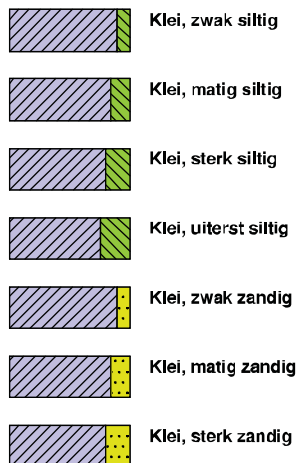 Klei, zwak siltig
Klei, matig siltig
Klei, sterk siltig
Klei, uiterst siltig
Klei, zwak zandig
Klei, matig zandig
Klei, sterk zandig